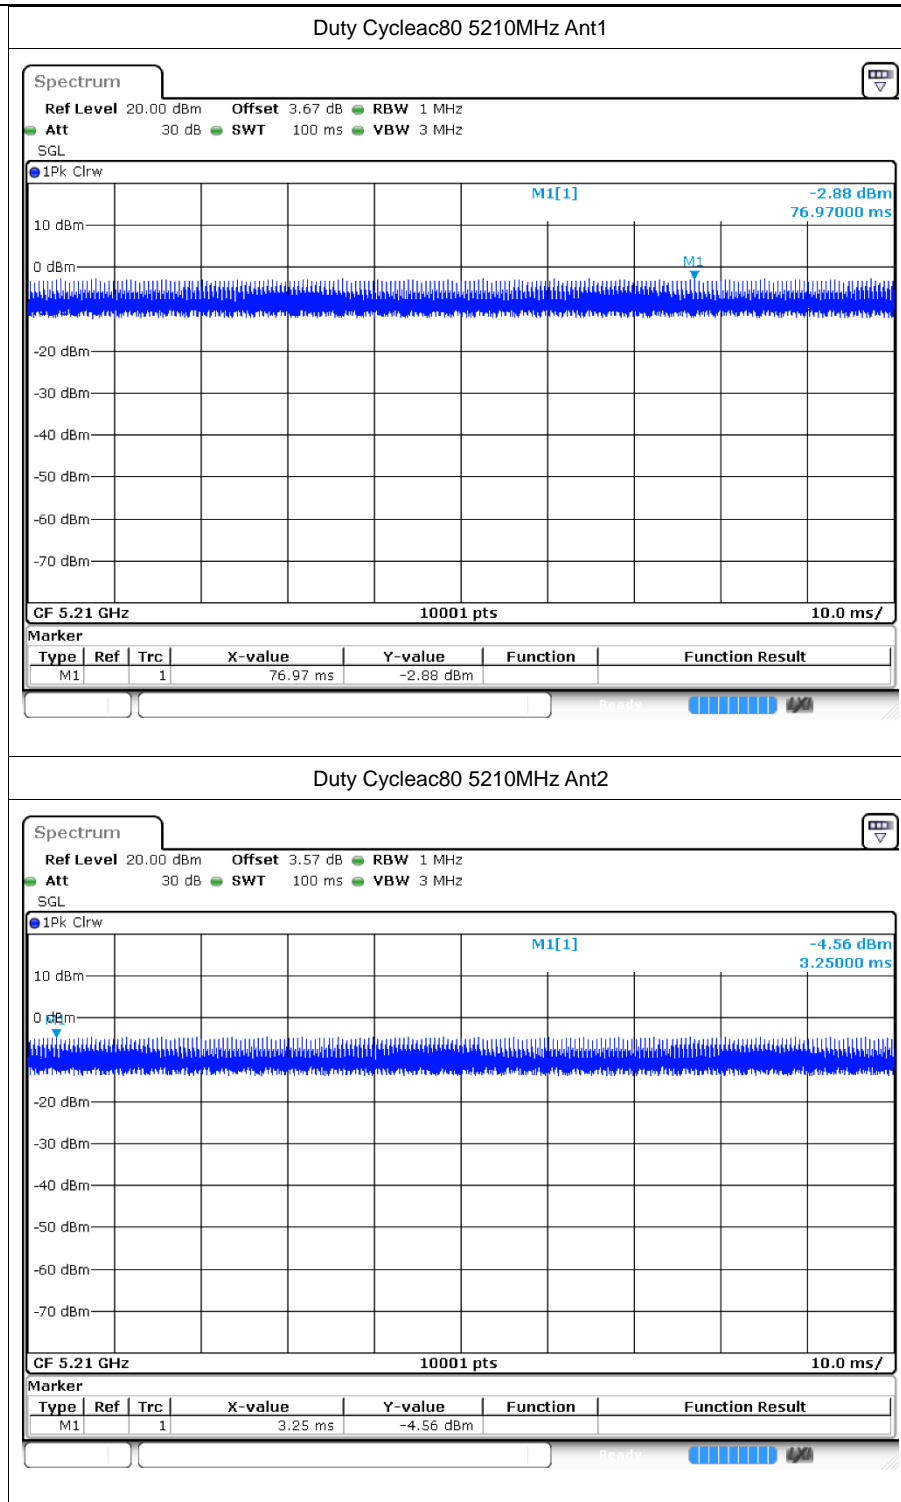 Duty Cycleac80 5210MHz Ant1
Spectrum
Ref Level 20.00 dBm Offset 3.67 dB RBW 1 MHz
Att 30 dB SWT 100 ms VBW 3 MHz
SGL
1Pk Clrw
M1[1] -2.88 dBm
76.97000 ms
10 dBm
0 dBm
M1
-20 dBm
-30 dBm
-40 dBm
-50 dBm
-60 dBm
-70 dBm
CF 5.21 GHz 10001 pts 10.0 ms/
Marker
Type Ref Trc X-value Y-value Function Function Result
M1 1 76.97 ms -2.88 dBm
Ready LXI
Duty Cycleac80 5210MHz Ant2
Spectrum
Ref Level 20.00 dBm Offset 3.57 dB RBW 1 MHz
Att 30 dB SWT 100 ms VBW 3 MHz
SGL
1Pk Clrw
M1[1] -4.56 dBm
3.25000 ms
10 dBm
0 dBm
M1
-20 dBm
-30 dBm
-40 dBm
-50 dBm
-60 dBm
-70 dBm
CF 5.21 GHz 10001 pts 10.0 ms/
Marker
Type Ref Trc X-value Y-value Function Function Result
M1 1 3.25 ms -4.56 dBm
Ready LXI